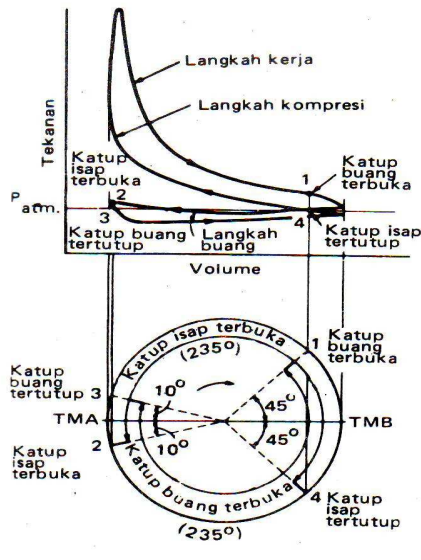 Tekanan
Langkah kerja
Langkah kompresi
Katup
isap
terbuka
1
Katup
buang
terbuka
P
atm.
2
3
4
Katup buang
tertutup
Langkah
buang
Katup isap
tertutup
Volume
Katup isap terbuka
(235°)
1
Katup
buang
terbuka
Katup
buang
tertutup 3
10°
45°
TMA
TMB
10°
45°
2
Katup
isap
terbuka
Katup buang terbuka
(235°)
4 Katup
isap
tertutup